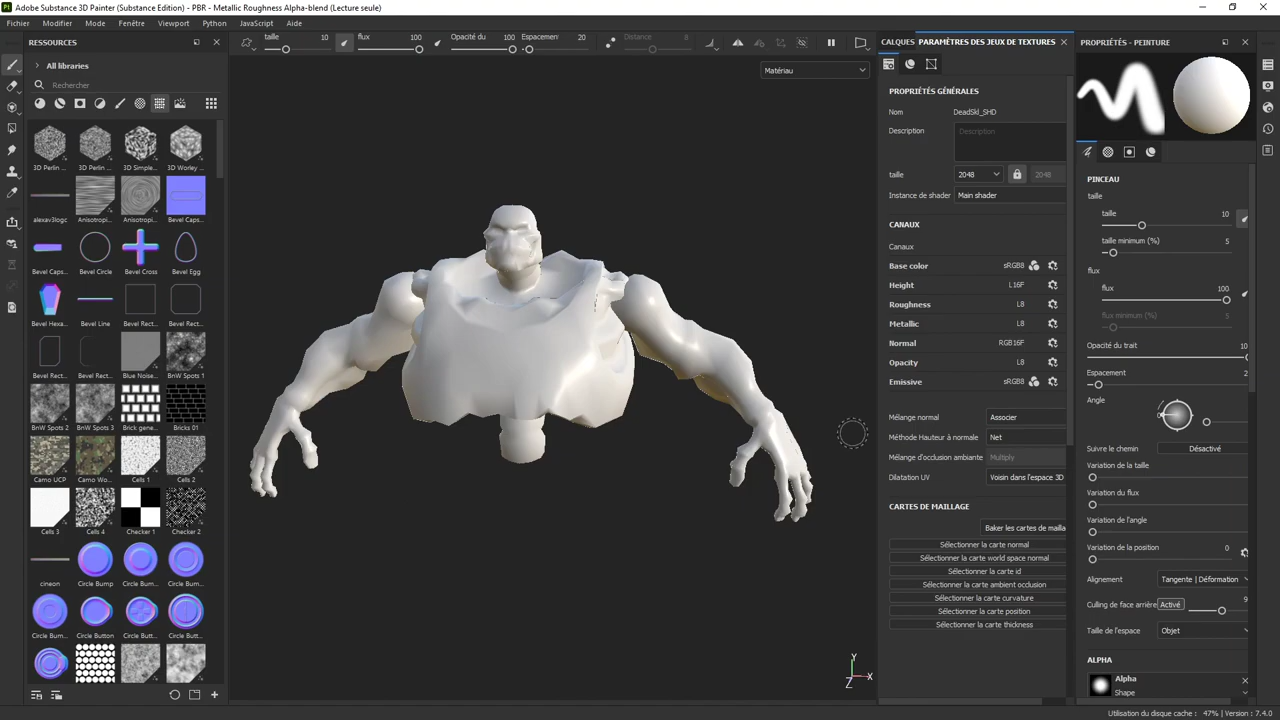 Adobe Substance 3D Painter (Substance Edition) - PBR - Metallic Roughness Alpha-blend (Lecture seule)
Fichier Modifier Mode Fenêtre Viewport Python JavaScript Aide
RESSOURCES
All libraries
Rechercher
3D Perlin ... 3D Perlin ... 3D Simple... 3D Worley ...
alexav3logc Anisotropi... Anisotropi... Bevel Caps...
Bevel Caps... Bevel Circle Bevel Cross Bevel Egg
Bevel Hexa... Bevel Line Bevel Rect... Bevel Rect...
Bevel Rect... Bevel Rect... Blue Noise... BnW Spots 1
BnW Spots 2 BnW Spots 3 Brick gene... Bricks 01
Camo UCP Camo Wo... Cells 1 Cells 2
Cells 3 Cells 4 Checker 1 Checker 2
cineon Circle Bump Circle Bum... Circle Bum...
Circle Bum... Circle Button Circle Butt... Circle Butt...
taille 10 flux 100 Opacité du 100 Espacement 20 Distance 8
Matériau
CALQUES PARAMÈTRES DES JEUX DE TEXTURES
PROPRIÉTÉS GÉNÉRALES
Nom DeadSkl_SHD
Description Description
taille 2048 2048
Instance de shader Main shader
CANAUX
Canaux
Base color sRGB8
Height L16F
Roughness L8
Metallic L8
Normal RGB16F
Opacity L8
Emissive sRGB8
Mélange normal Associer
Méthode Hauteur à normale Net
Mélange d'occlusion ambiante Multiply
Dilatation UV Voisin dans l'espace 3D
CARTES DE MAILLAGE
Baker les cartes de mailla
Sélectionner la carte normal
Sélectionner la carte world space normal
Sélectionner la carte id
Sélectionner la carte ambient occlusion
Sélectionner la carte curvature
Sélectionner la carte position
Sélectionner la carte thickness
PROPRIÉTÉS - PEINTURE
PINCEAU
taille
taille 10
taille minimum (%) 5
flux
flux 100
flux minimum (%) 5
Opacité du trait 10
Espacement 2
Angle
Suivre le chemin Désactivé
Variation de la taille
Variation du flux
Variation de l'angle
Variation de la position 0
Alignement Tangente | Déformation
Culling de face arrière Activé 9
Taille de l'espace Objet
ALPHA
Alpha
Shape
Y
Z X
Utilisation du disque cache : 47% | Version : 7.4.0